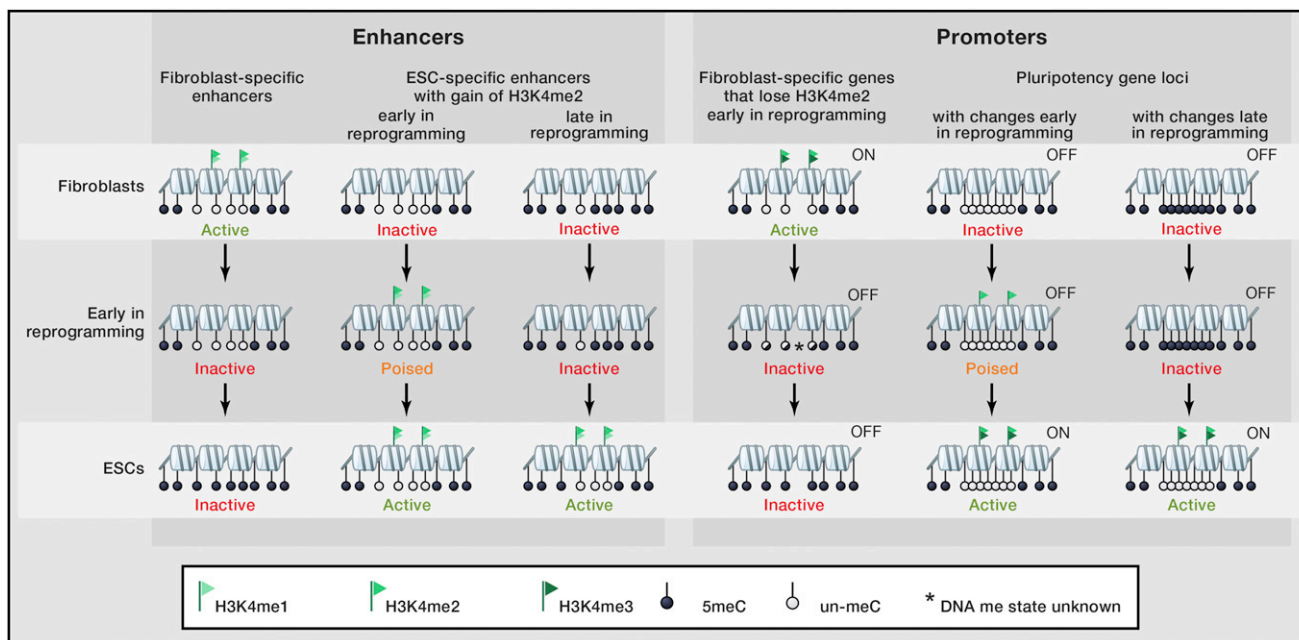 Enhancers
Promoters
Fibroblast-specific
enhancers
ESC-specific enhancers
with gain of H3K4me2
early in
reprogramming
late in
reprogramming
Fibroblast-specific genes
that lose H3K4me2
early in reprogramming
Pluripotency gene loci
with changes early
in reprogramming
with changes late
in reprogramming
Fibroblasts
ON
OFF
OFF
Active
Inactive
Inactive
Active
Inactive
Inactive
Early in
reprogramming
OFF
OFF
OFF
*
Inactive
Poised
Inactive
Inactive
Poised
Inactive
ESCs
OFF
ON
ON
Inactive
Active
Active
Inactive
Active
Active
H3K4me1
H3K4me2
H3K4me3
5meC
un-meC
* DNA me state unknown